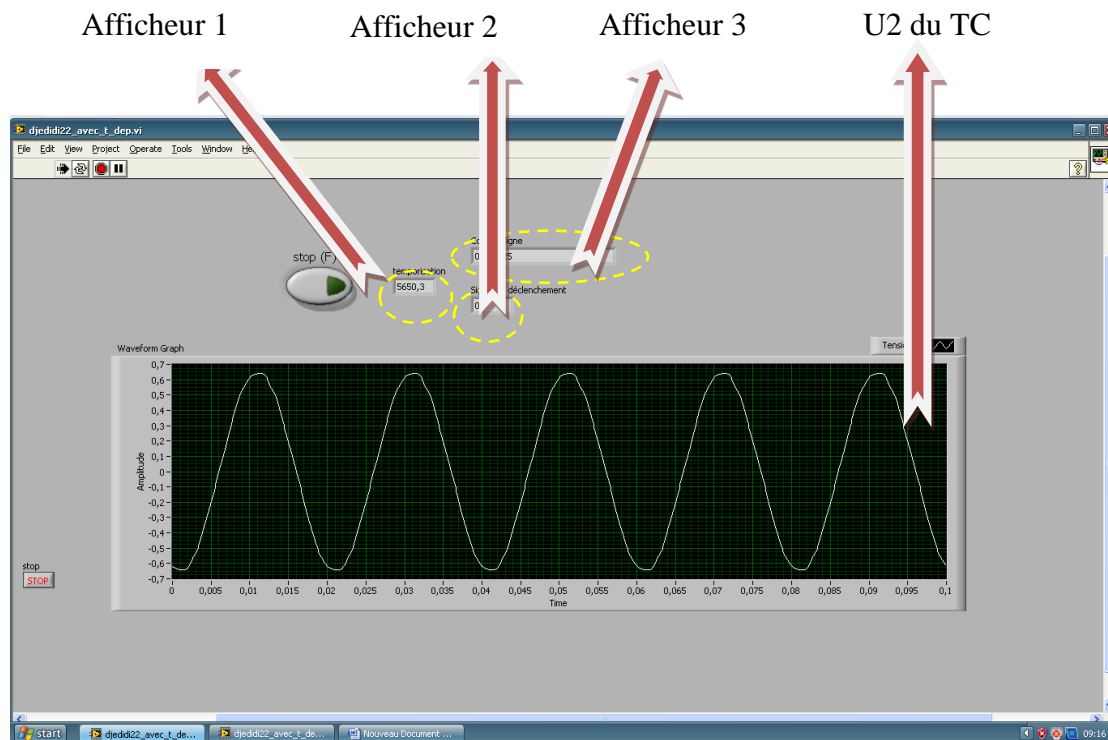 Afficheur 1 Afficheur 2 Afficheur 3 U2 du TC
djedidi22_avec_t_dep.vi
File Edit View Project Operate Tools Window
stop (F)
temporisation
5650,3
déclenchement
Waveform Graph
0,7
0,6
0,5
0,4
0,3
0,2
0,1
0
-0,1
-0,2
-0,3
-0,4
-0,5
-0,6
-0,7
Amplitude
0 0,005 0,01 0,015 0,02 0,025 0,03 0,035 0,04 0,045 0,05 0,055 0,06 0,065 0,07 0,075 0,08 0,085 0,09 0,095 0,1
Time
stop
STOP
start djedidi22_avec_t_de... djedidi22_avec_t_de... Nouveau Document ... 09:16